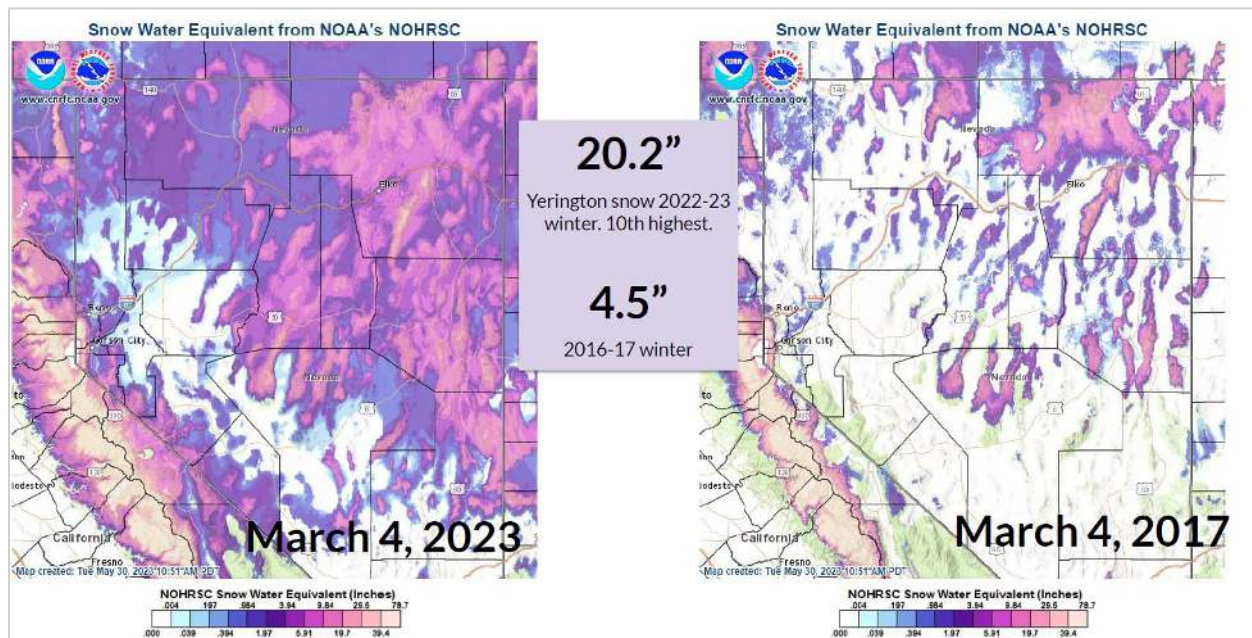 Snow Water Equivalent from NOAA's NOHRSC
www.cnrfc.noaa.gov
140
Nevada
Elko
Reno
Carson City
Nevada
6
California
Fresno
March 4, 2023
Map created: Tue May 30, 2023 10:51 AM PDT
NOHRSC Snow Water Equivalent (Inches)
.004 .197 .984 3.94 9.84 29.5 78.7
.000 .039 .394 1.97 5.91 19.7 39.4
20.2”
Yerington snow 2022-23
winter. 10th highest.
4.5”
2016-17 winter
Snow Water Equivalent from NOAA's NOHRSC
www.cnrfc.noaa.gov
140
Nevada
Elko
Reno
Carson City
Nevada
6
California
Fresno
March 4, 2017
Map created: Tue May 30, 2023 10:51 AM PDT
NOHRSC Snow Water Equivalent (Inches)
.004 .197 .984 3.94 9.84 29.5 78.7
.000 .039 .394 1.97 5.91 19.7 39.4